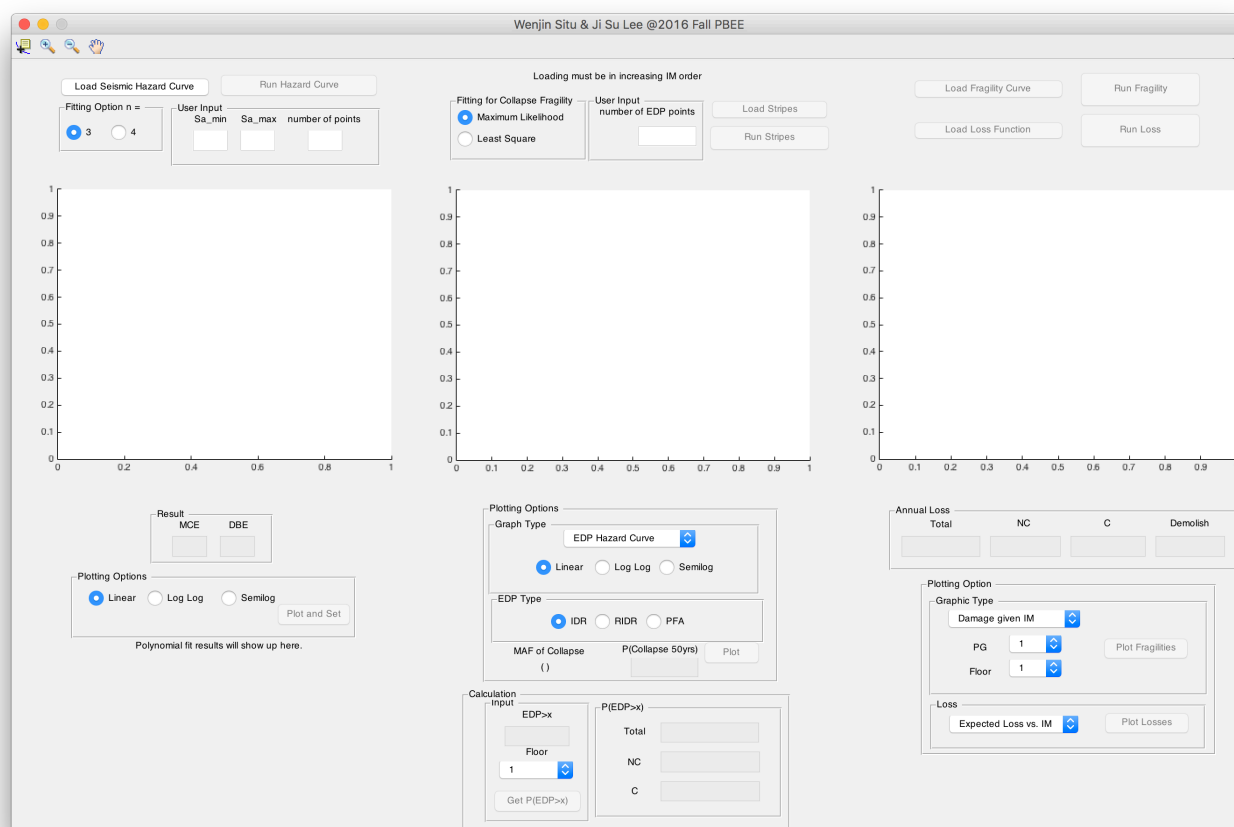 Wenjin Situ & Ji Su Lee @2016 Fall PBEE
Load Seismic Hazard Curve
Run Hazard Curve
Fitting Option n =
3
4
User Input
Sa_min
Sa_max
number of points
1
0.9
0.8
0.7
0.6
0.5
0.4
0.3
0.2
0.1
0
0 0.2 0.4 0.6 0.8 1
Result
MCE
DBE
Plotting Options
Linear
Log Log
Semilog
Plot and Set
Polynomial fit results will show up here.
Loading must be in increasing IM order
Fitting for Collapse Fragility
Maximum Likelihood
Least Square
User Input
number of EDP points
Load Stripes
Run Stripes
1
0.9
0.8
0.7
0.6
0.5
0.4
0.3
0.2
0.1
0
0 0.1 0.2 0.3 0.4 0.5 0.6 0.7 0.8 0.9 1
Plotting Options
Graph Type
EDP Hazard Curve
Linear
Log Log
Semilog
EDP Type
IDR
RIDR
PFA
MAF of Collapse
( )
P(Collapse 50yrs)
Plot
Calculation
Input
EDP>x
Floor
1
Get P(EDP>x)
P(EDP>x)
Total
NC
C
Load Fragility Curve
Run Fragility
Load Loss Function
Run Loss
1
0.9
0.8
0.7
0.6
0.5
0.4
0.3
0.2
0.1
0
0 0.1 0.2 0.3 0.4 0.5 0.6 0.7 0.8 0.9
Annual Loss
Total
NC
C
Demolish
Plotting Option
Graphic Type
Damage given IM
PG
1
Floor
1
Plot Fragilities
Loss
Expected Loss vs. IM
Plot Losses